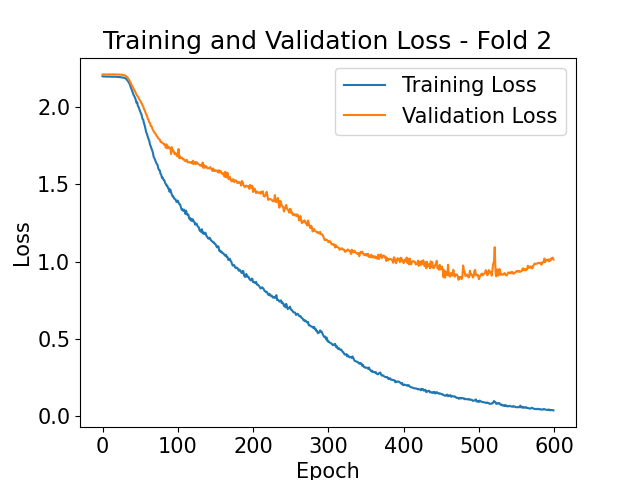 Training and Validation Loss - Fold 2
Training Loss
Validation Loss
Loss
2.0
1.5
1.0
0.5
0.0
0 100 200 300 400 500 600
Epoch